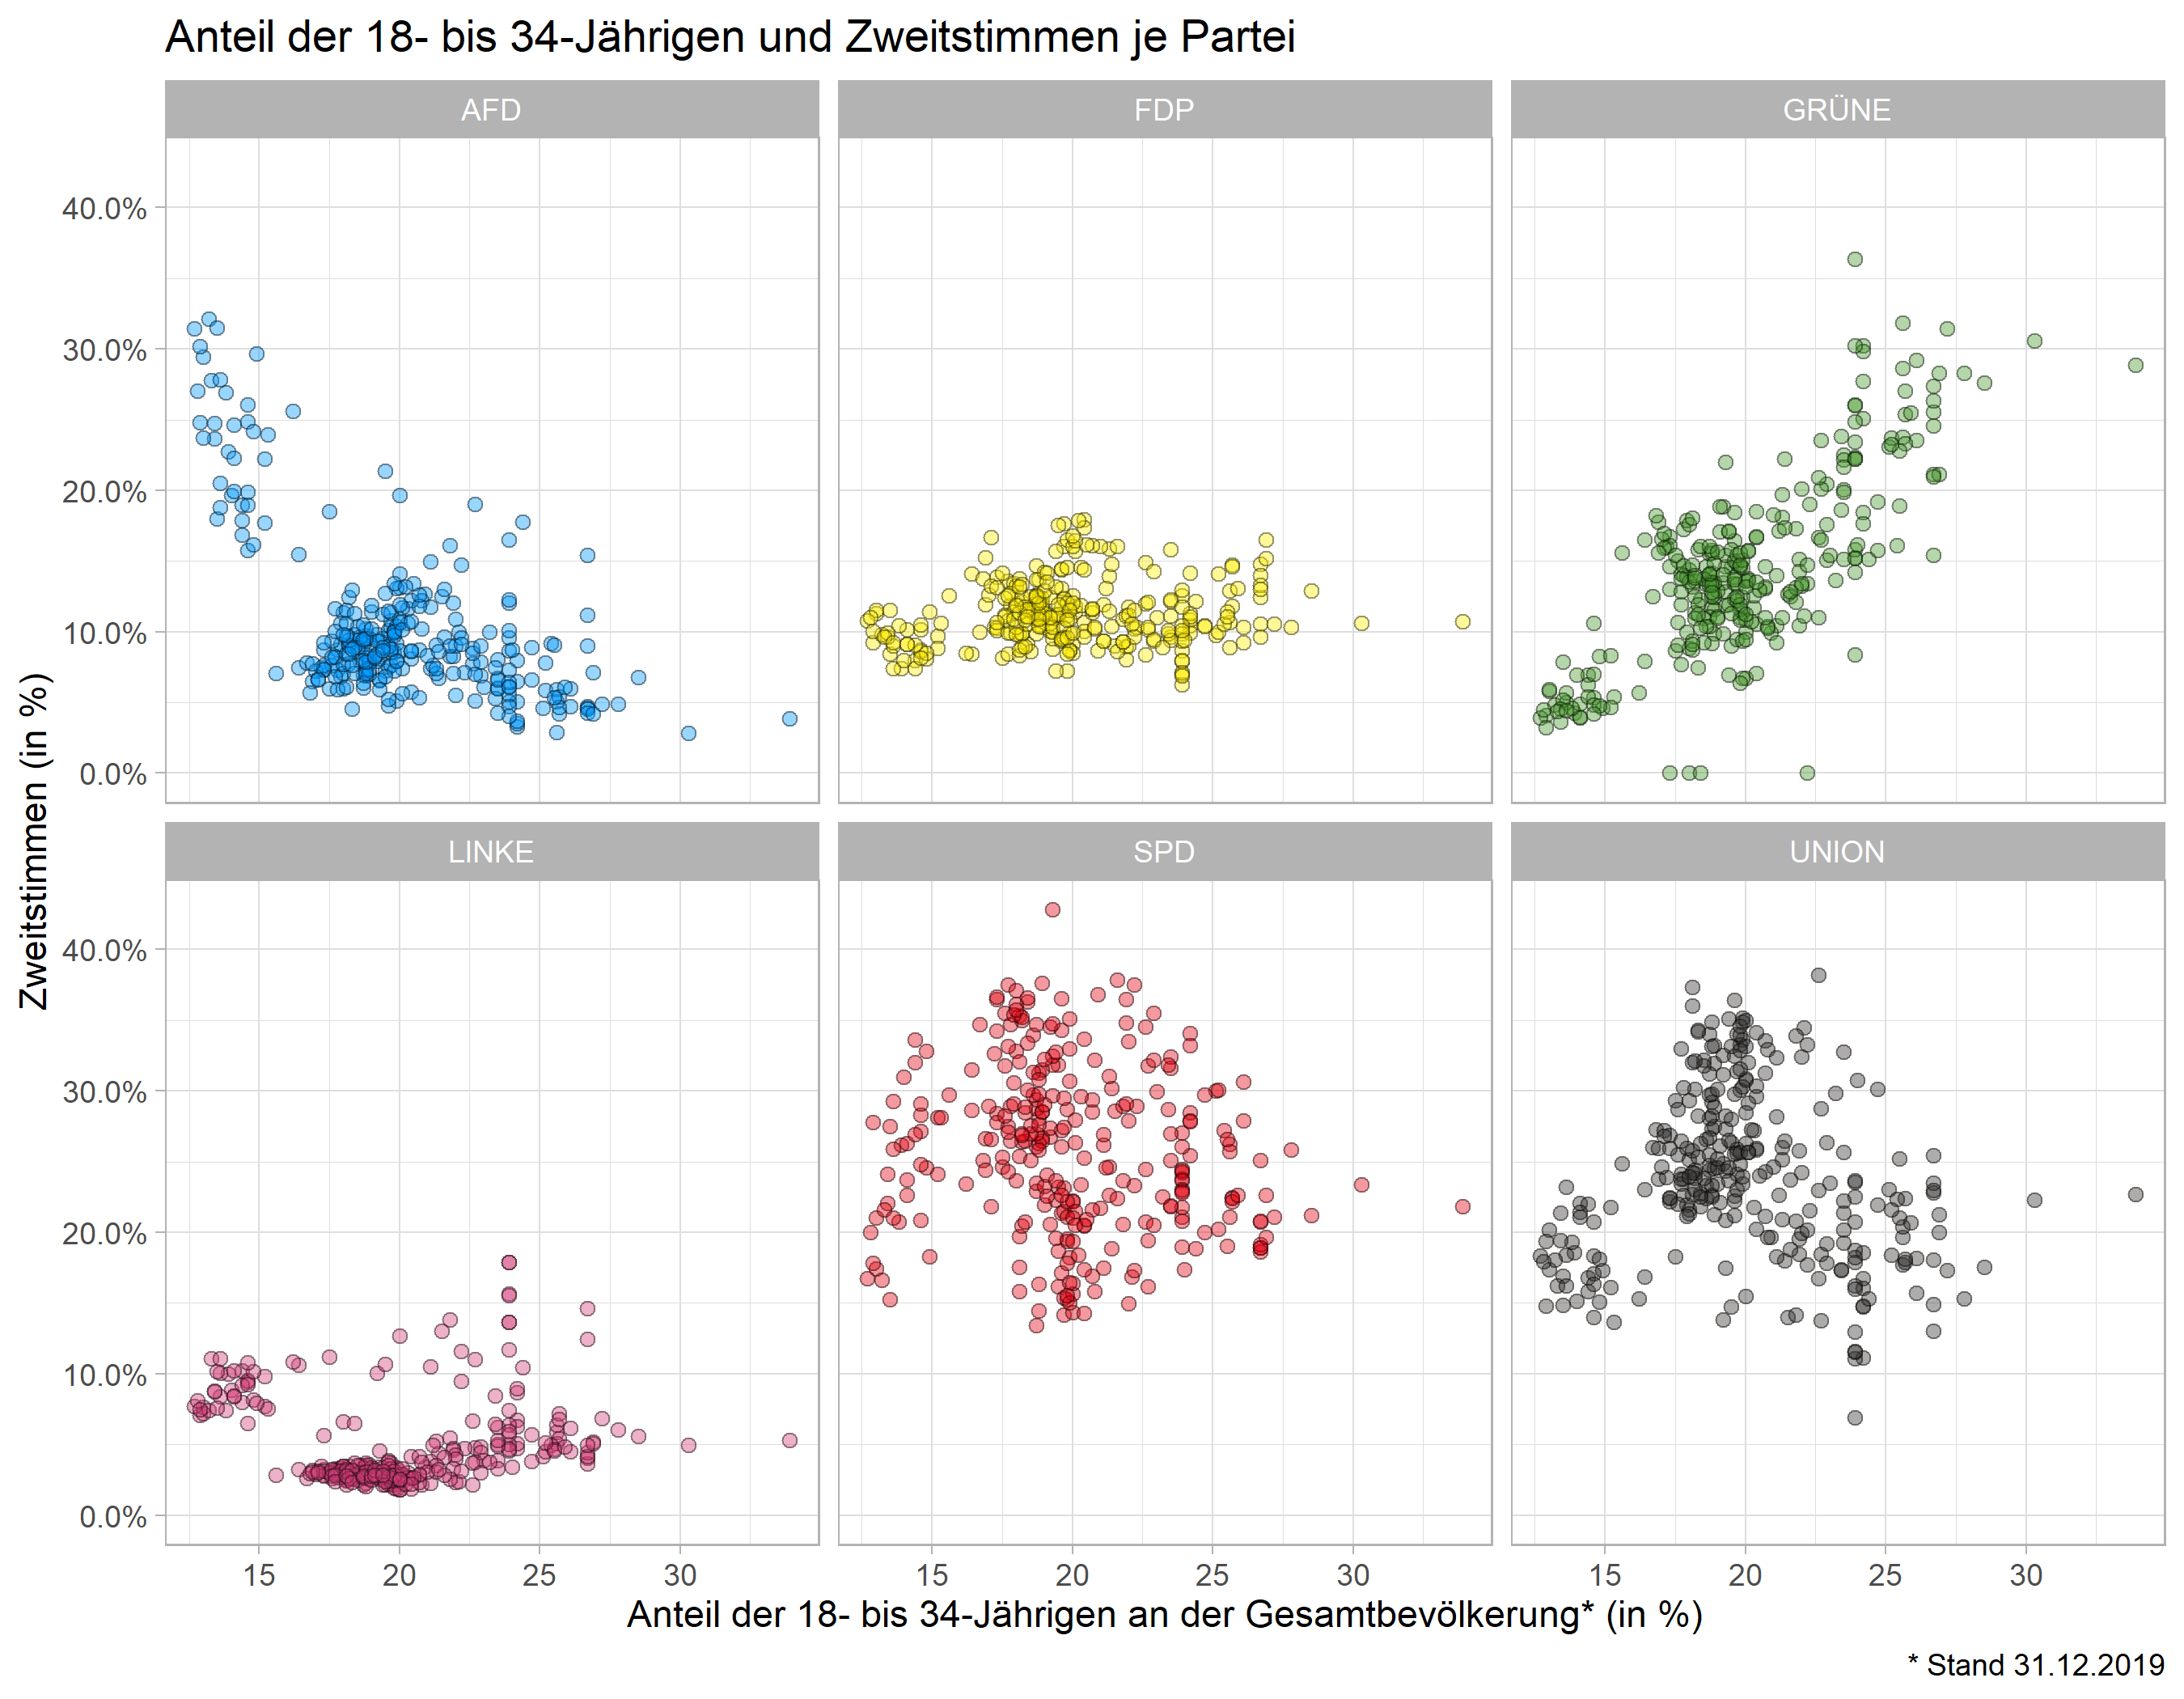 Anteil der 18- bis 34-Jährigen und Zweitstimmen je Partei
AFD
FDP
GRÜNE
40.0%
30.0%
20.0%
10.0%
0.0%
LINKE
SPD
UNION
40.0%
30.0%
20.0%
10.0%
0.0%
Zweitstimmen (in %)
15 20 25 30
15 20 25 30
15 20 25 30
Anteil der 18- bis 34-Jährigen an der Gesamtbevölkerung* (in %)
* Stand 31.12.2019